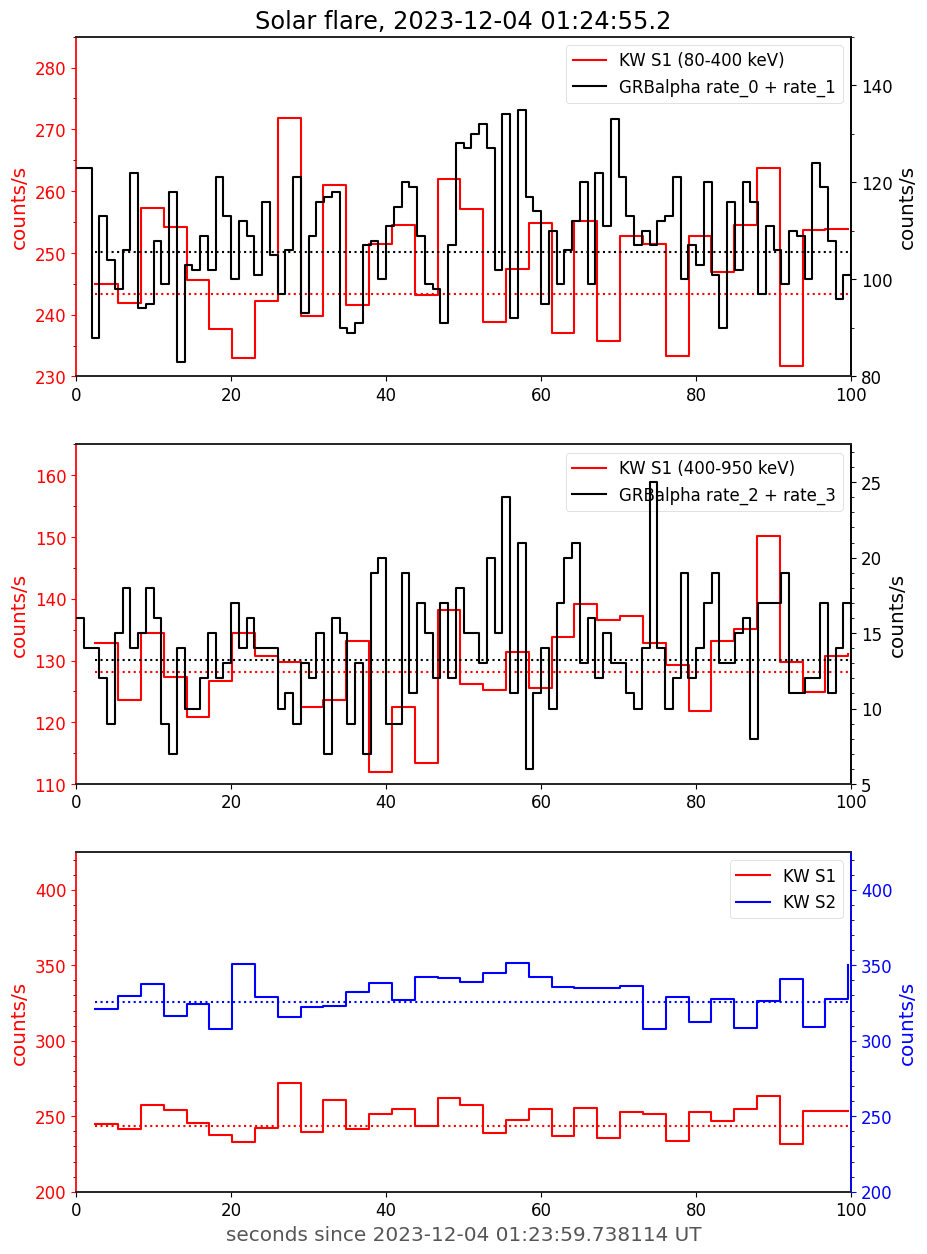 Solar flare, 2023-12-04 01:24:55.2
KW S1 (80-400 keV)
GRBalpha rate_0 + rate_1
counts/s
280
270
260
250
240
230
140
120
100
80
counts/s
0 20 40 60 80 100
KW S1 (400-950 keV)
GRBalpha rate_2 + rate_3
counts/s
160
150
140
130
120
110
25
20
15
10
5
counts/s
0 20 40 60 80 100
KW S1
KW S2
counts/s
400
350
300
250
200
400
350
300
250
200
counts/s
0 20 40 60 80 100
seconds since 2023-12-04 01:23:59.738114 UT